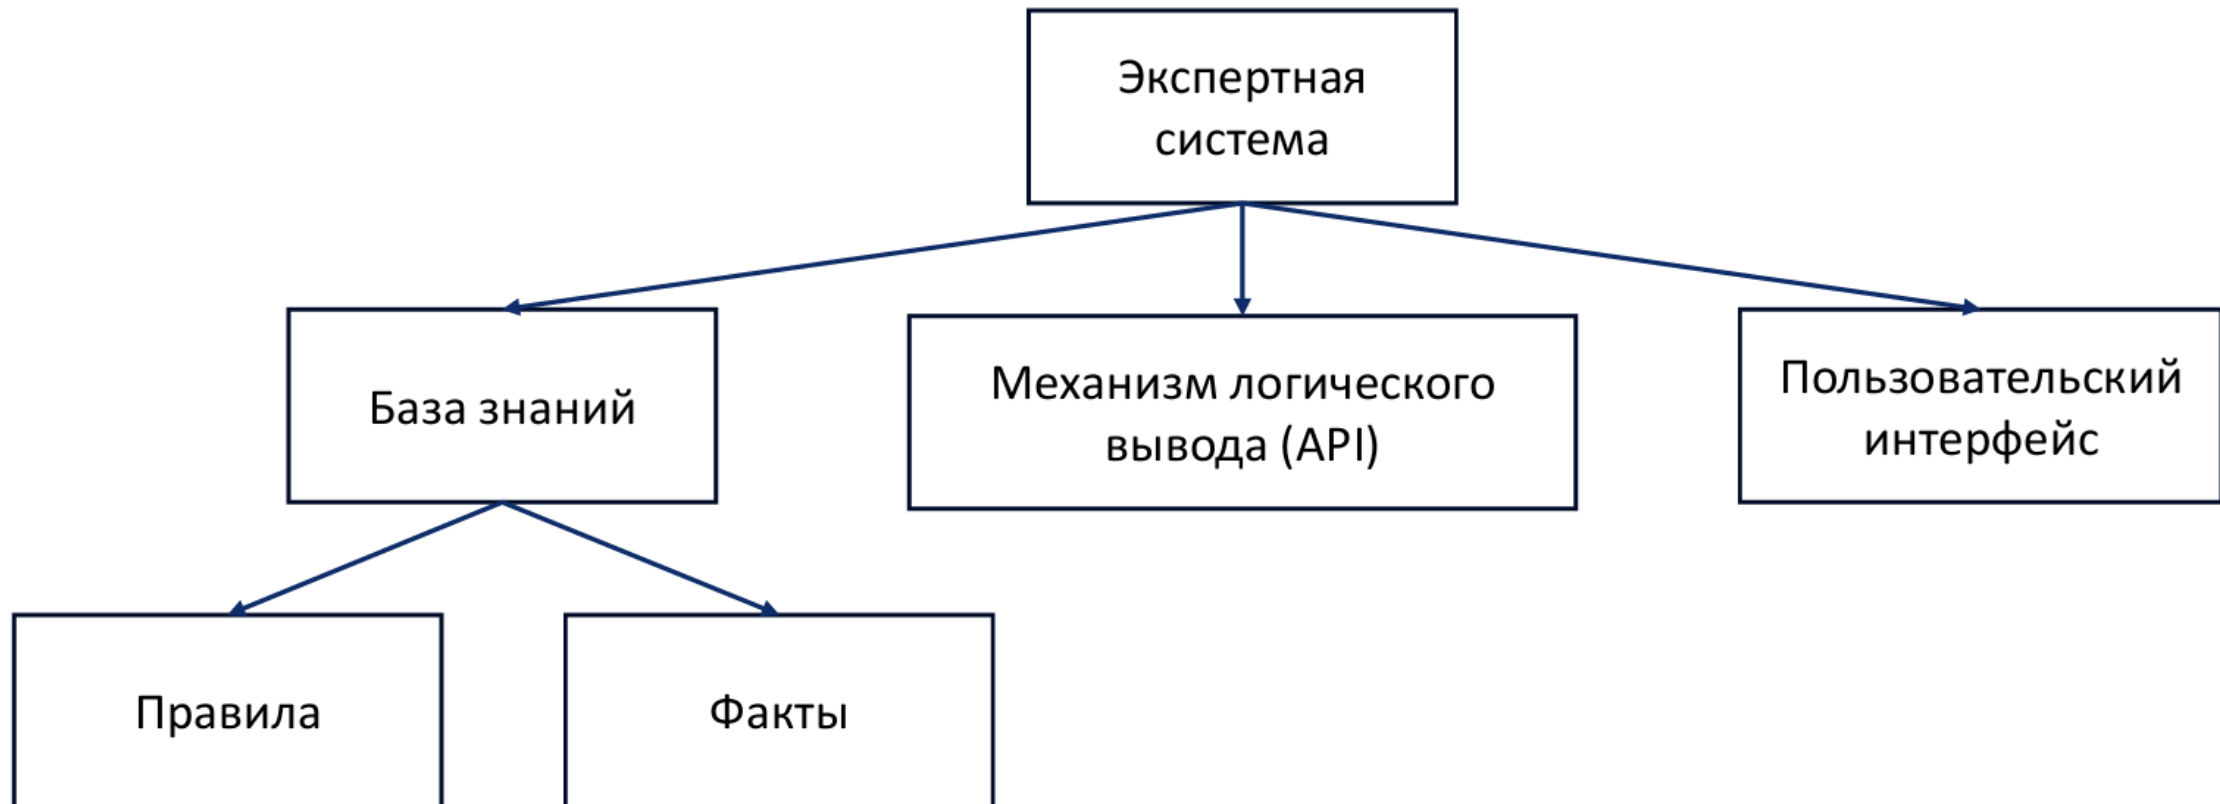 Экспертная
система
База знаний
Механизм логического
вывода (API)
Пользовательский
интерфейс
Правила
Факты